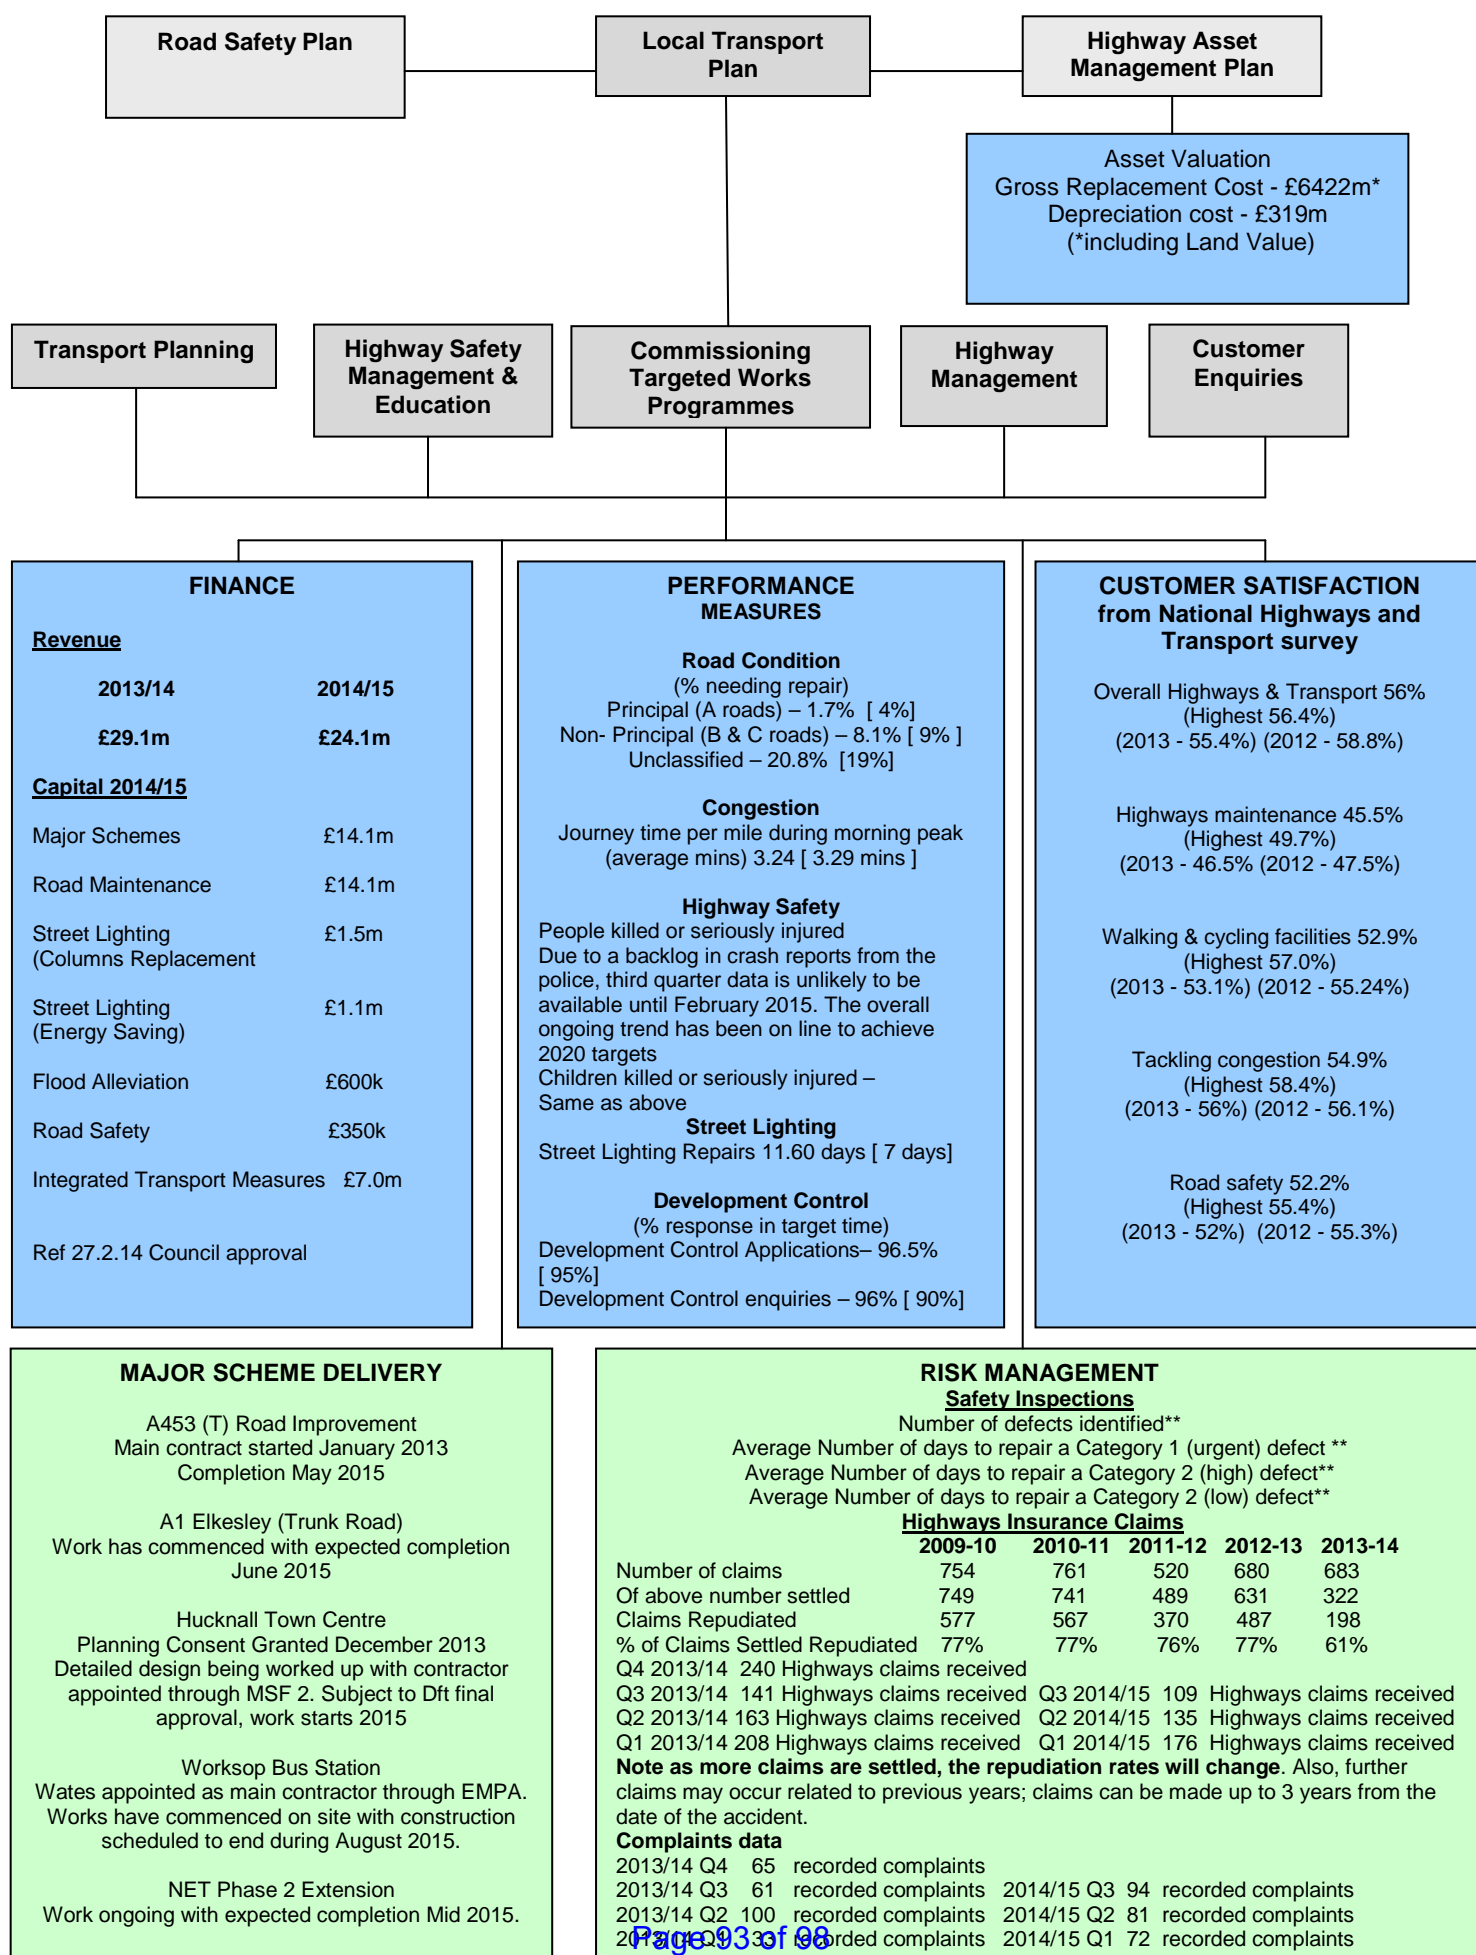 Road Safety Plan
Local Transport
Plan
Highway Asset
Management Plan
Asset Valuation
Gross Replacement Cost - £6422m*
Depreciation cost - £319m
(*including Land Value)
Transport Planning
Highway Safety
Management &
Education
Commissioning
Targeted Works
Programmes
Highway
Management
Customer
Enquiries
FINANCE
Revenue
2013/14 2014/15
£29.1m £24.1m
Capital 2014/15
Major Schemes £14.1m
Road Maintenance £14.1m
Street Lighting £1.5m
(Columns Replacement
Street Lighting £1.1m
(Energy Saving)
Flood Alleviation £600k
Road Safety £350k
Integrated Transport Measures £7.0m
Ref 27.2.14 Council approval
PERFORMANCE
MEASURES
Road Condition
(% needing repair)
Principal (A roads) – 1.7% [ 4%]
Non- Principal (B & C roads) – 8.1% [ 9% ]
Unclassified – 20.8% [19%]
Congestion
Journey time per mile during morning peak
(average mins) 3.24 [ 3.29 mins ]
Highway Safety
People killed or seriously injured
Due to a backlog in crash reports from the
police, third quarter data is unlikely to be
available until February 2015. The overall
ongoing trend has been on line to achieve
2020 targets
Children killed or seriously injured –
Same as above
Street Lighting
Street Lighting Repairs 11.60 days [ 7 days]
Development Control
(% response in target time)
Development Control Applications– 96.5%
[ 95%]
Development Control enquiries – 96% [ 90%]
CUSTOMER SATISFACTION
from National Highways and
Transport survey
Overall Highways & Transport 56%
(Highest 56.4%)
(2013 - 55.4%) (2012 - 58.8%)
Highways maintenance 45.5%
(Highest 49.7%)
(2013 - 46.5% (2012 - 47.5%)
Walking & cycling facilities 52.9%
(Highest 57.0%)
(2013 - 53.1%) (2012 - 55.24%)
Tackling congestion 54.9%
(Highest 58.4%)
(2013 - 56%) (2012 - 56.1%)
Road safety 52.2%
(Highest 55.4%)
(2013 - 52%) (2012 - 55.3%)
MAJOR SCHEME DELIVERY
A453 (T) Road Improvement
Main contract started January 2013
Completion May 2015
A1 Elkesley (Trunk Road)
Work has commenced with expected completion
June 2015
Hucknall Town Centre
Planning Consent Granted December 2013
Detailed design being worked up with contractor
appointed through MSF 2. Subject to Dft final
approval, work starts 2015
Worksop Bus Station
Wates appointed as main contractor through EMPA.
Works have commenced on site with construction
scheduled to end during August 2015.
NET Phase 2 Extension
Work ongoing with expected completion Mid 2015.
RISK MANAGEMENT
Safety Inspections
Number of defects identified**
Average Number of days to repair a Category 1 (urgent) defect **
Average Number of days to repair a Category 2 (high) defect**
Average Number of days to repair a Category 2 (low) defect**
Highways Insurance Claims
2009-10 2010-11 2011-12 2012-13 2013-14
Number of claims 754 761 520 680 683
Of above number settled 749 741 489 631 322
Claims Repudiated 577 567 370 487 198
% of Claims Settled Repudiated 77% 77% 76% 77% 61%
Q4 2013/14 240 Highways claims received
Q3 2013/14 141 Highways claims received Q3 2014/15 109 Highways claims received
Q2 2013/14 163 Highways claims received Q2 2014/15 135 Highways claims received
Q1 2013/14 208 Highways claims received Q1 2014/15 176 Highways claims received
Note as more claims are settled, the repudiation rates will change. Also, further
claims may occur related to previous years; claims can be made up to 3 years from the
date of the accident.
Complaints data
2013/14 Q4 65 recorded complaints
2013/14 Q3 61 recorded complaints 2014/15 Q3 94 recorded complaints
2013/14 Q2 100 recorded complaints 2014/15 Q2 81 recorded complaints
2013/14 Q1 33 recorded complaints 2014/15 Q1 72 recorded complaints
Page 93 of 98